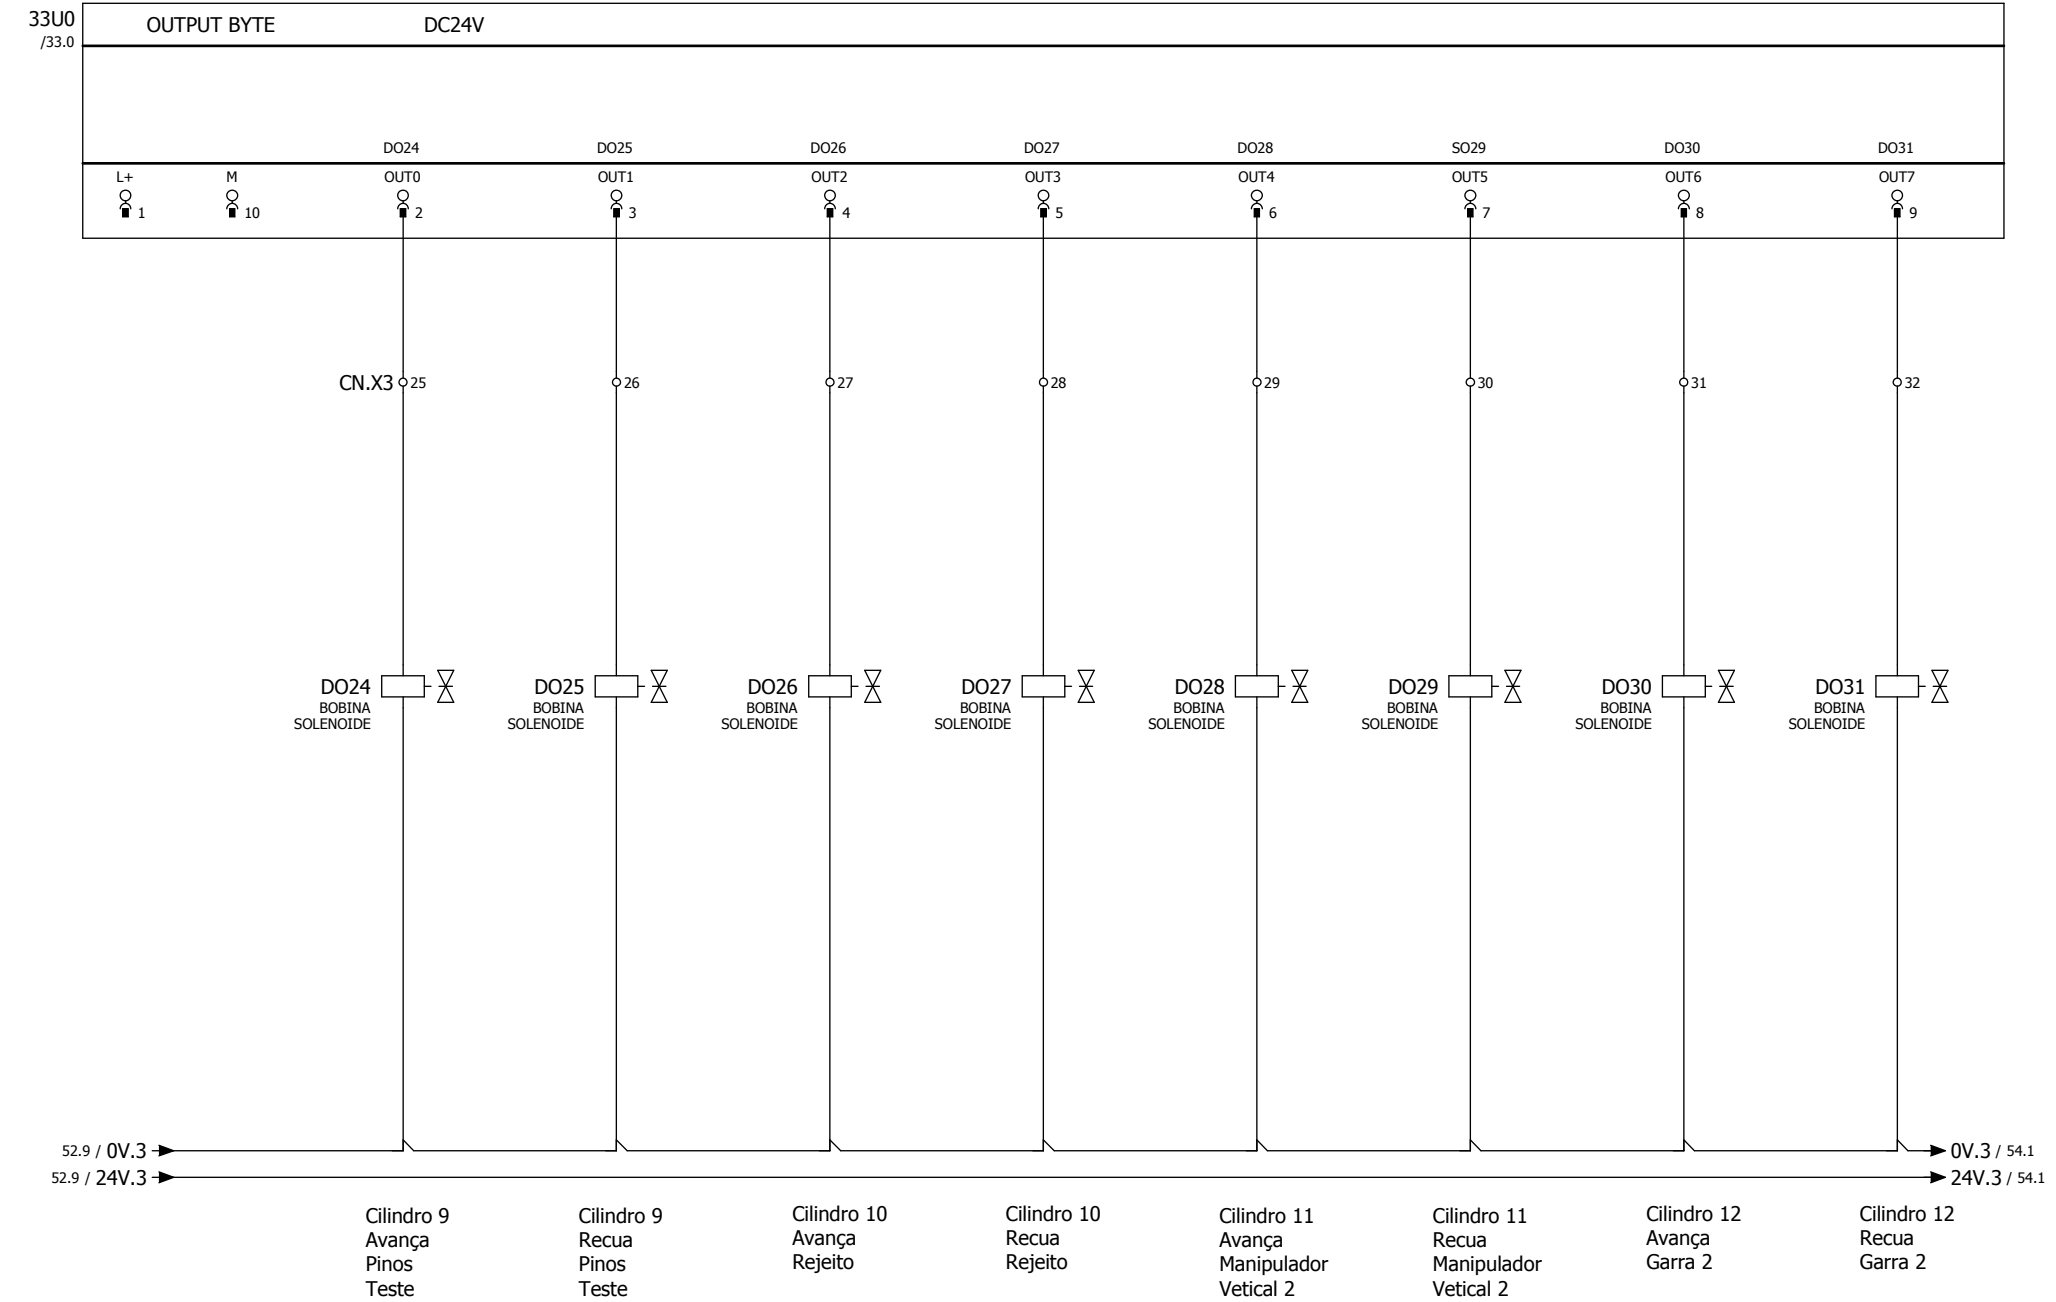 33U0 OUTPUT BYTE DC24V
/33.0
DO24 DO25 DO26 DO27 DO28 SO29 DO30 DO31
L+ M OUT0 OUT1 OUT2 OUT3 OUT4 OUT5 OUT6 OUT7
1 10 2 3 4 5 6 7 8 9
CN.X3 25 26 27 28 29 30 31 32
DO24 DO25 DO26 DO27 DO28 DO29 DO30 DO31
BOBINA BOBINA BOBINA BOBINA BOBINA BOBINA BOBINA BOBINA
SOLENOIDE SOLENOIDE SOLENOIDE SOLENOIDE SOLENOIDE SOLENOIDE SOLENOIDE SOLENOIDE
52.9 / 0V.3 0V.3 / 54.1
52.9 / 24V.3 24V.3 / 54.1
Cilindro 9 Cilindro 9 Cilindro 10 Cilindro 10 Cilindro 11 Cilindro 11 Cilindro 12 Cilindro 12
Avança Recua Avança Recua Avança Recua Avança Recua
Pinos Pinos Rejeito Rejeito Manipulador Manipulador Garra 2 Garra 2
Teste Teste Vetical 2 Vetical 2